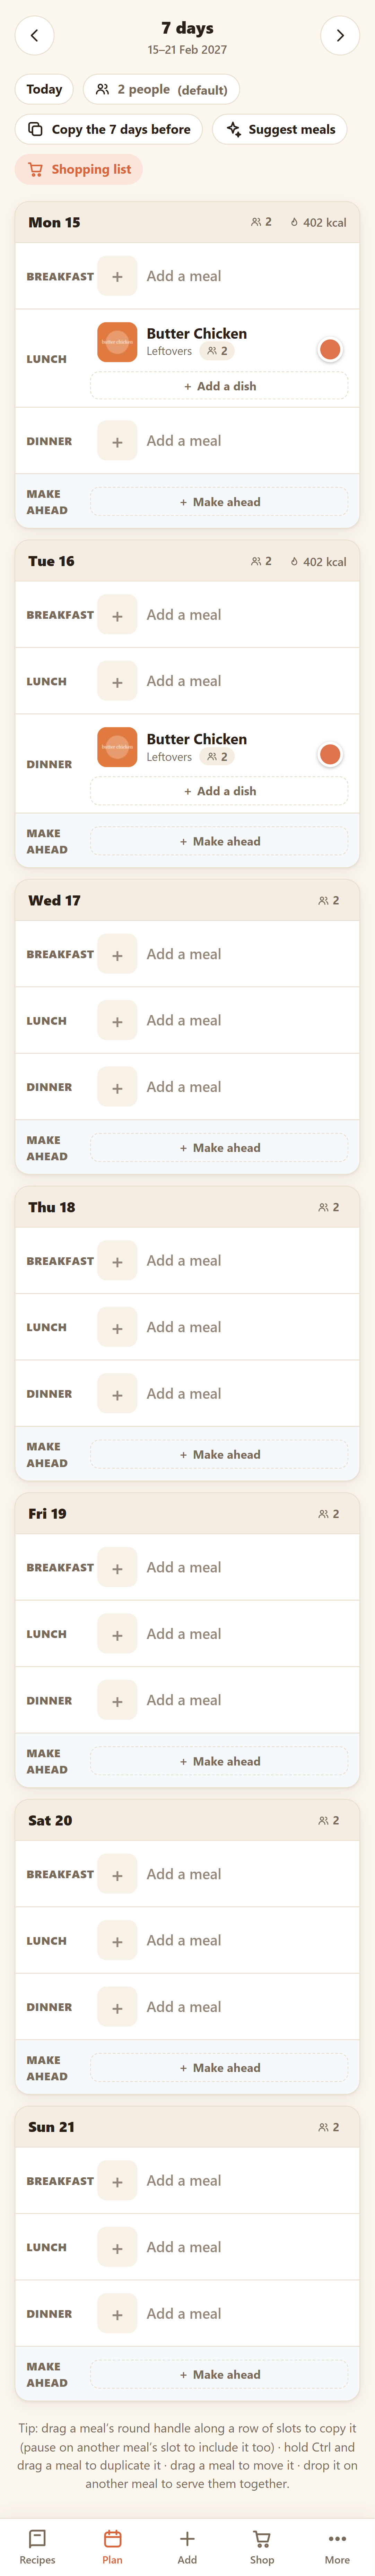 7 days
15–21 Feb 2027
Today
2 people (default)
Copy the 7 days before
Suggest meals
Shopping list
Mon 15
2
402 kcal
BREAKFAST
+
Add a meal
LUNCH
butter chicken
Butter Chicken
Leftovers
2
+ Add a dish
DINNER
+
Add a meal
MAKE
AHEAD
+ Make ahead
Tue 16
2
402 kcal
BREAKFAST
+
Add a meal
LUNCH
+
Add a meal
DINNER
butter chicken
Butter Chicken
Leftovers
2
+ Add a dish
MAKE
AHEAD
+ Make ahead
Wed 17
2
BREAKFAST
+
Add a meal
LUNCH
+
Add a meal
DINNER
+
Add a meal
MAKE
AHEAD
+ Make ahead
Thu 18
2
BREAKFAST
+
Add a meal
LUNCH
+
Add a meal
DINNER
+
Add a meal
MAKE
AHEAD
+ Make ahead
Fri 19
2
BREAKFAST
+
Add a meal
LUNCH
+
Add a meal
DINNER
+
Add a meal
MAKE
AHEAD
+ Make ahead
Sat 20
2
BREAKFAST
+
Add a meal
LUNCH
+
Add a meal
DINNER
+
Add a meal
MAKE
AHEAD
+ Make ahead
Sun 21
2
BREAKFAST
+
Add a meal
LUNCH
+
Add a meal
DINNER
+
Add a meal
MAKE
AHEAD
+ Make ahead
Tip: drag a meal's round handle along a row of slots to copy it
(pause on another meal's slot to include it too) · hold Ctrl and
drag a meal to duplicate it · drag a meal to move it · drop it on
another meal to serve them together.
Recipes
Plan
Add
Shop
More